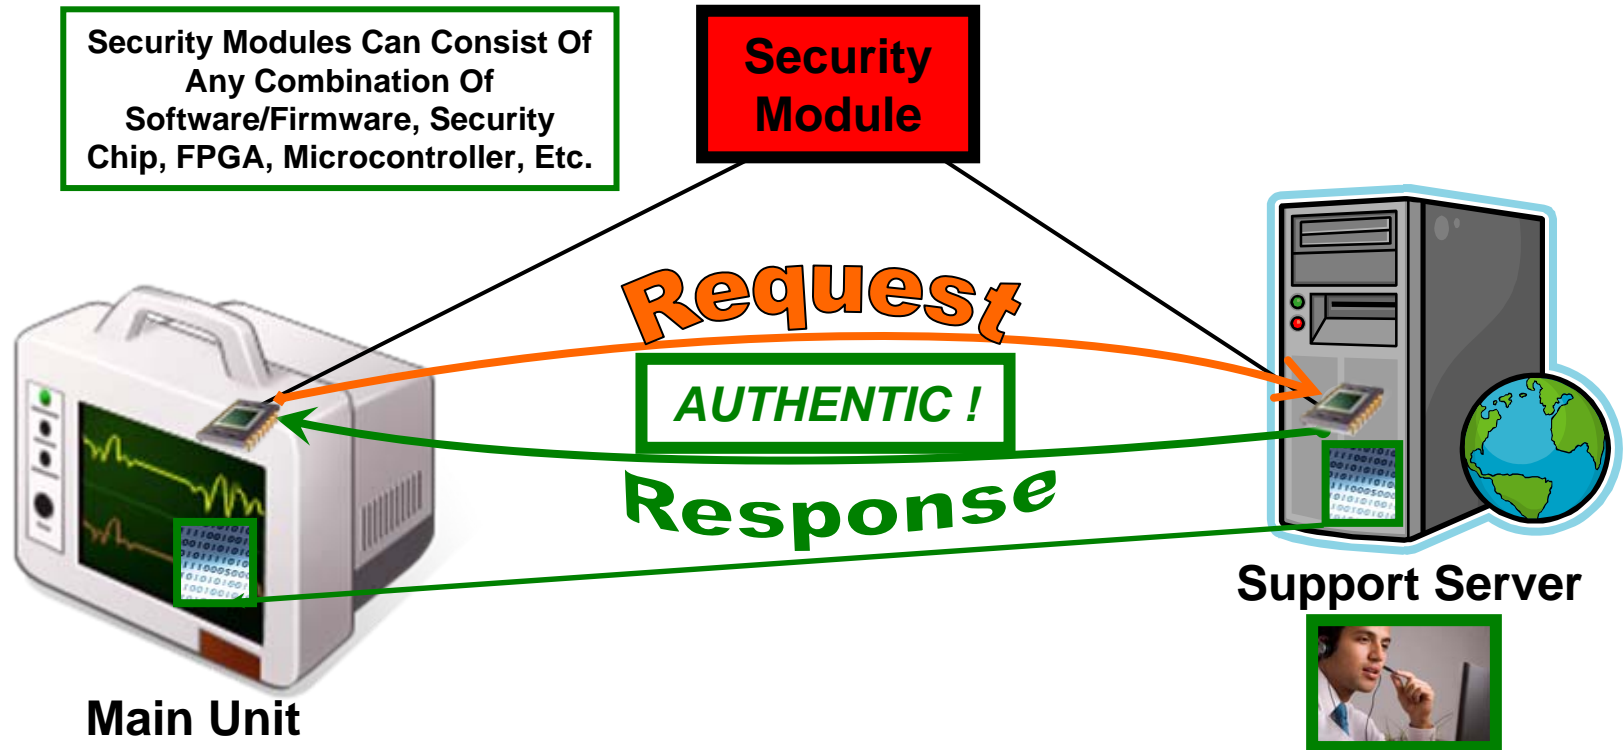 Security Modules Can Consist Of
Any Combination Of
Software/Firmware, Security
Chip, FPGA, Microcontroller, Etc.
Security
Module
Request
AUTHENTIC !
Response
Support Server
Main Unit